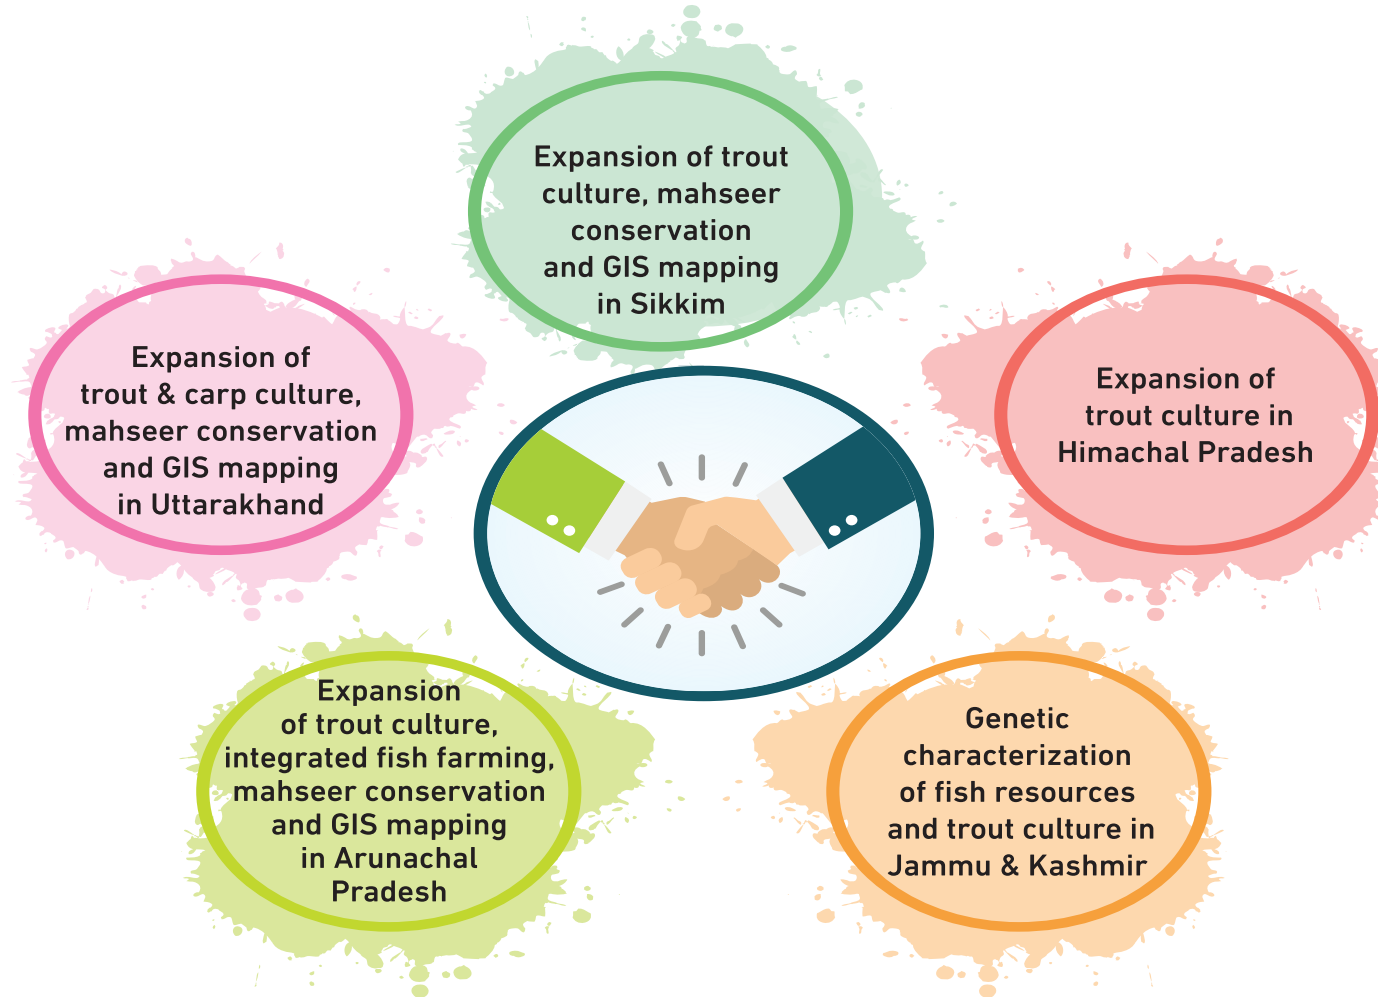 Expansion of trout
culture, mahseer
conservation
and GIS mapping
in Sikkim
Expansion of
trout & carp culture,
mahseer conservation
and GIS mapping
in Uttarakhand
Expansion of
trout culture in
Himachal Pradesh
Expansion
of trout culture,
integrated fish farming,
mahseer conservation
and GIS mapping
in Arunachal
Pradesh
Genetic
characterization
of fish resources
and trout culture in
Jammu & Kashmir